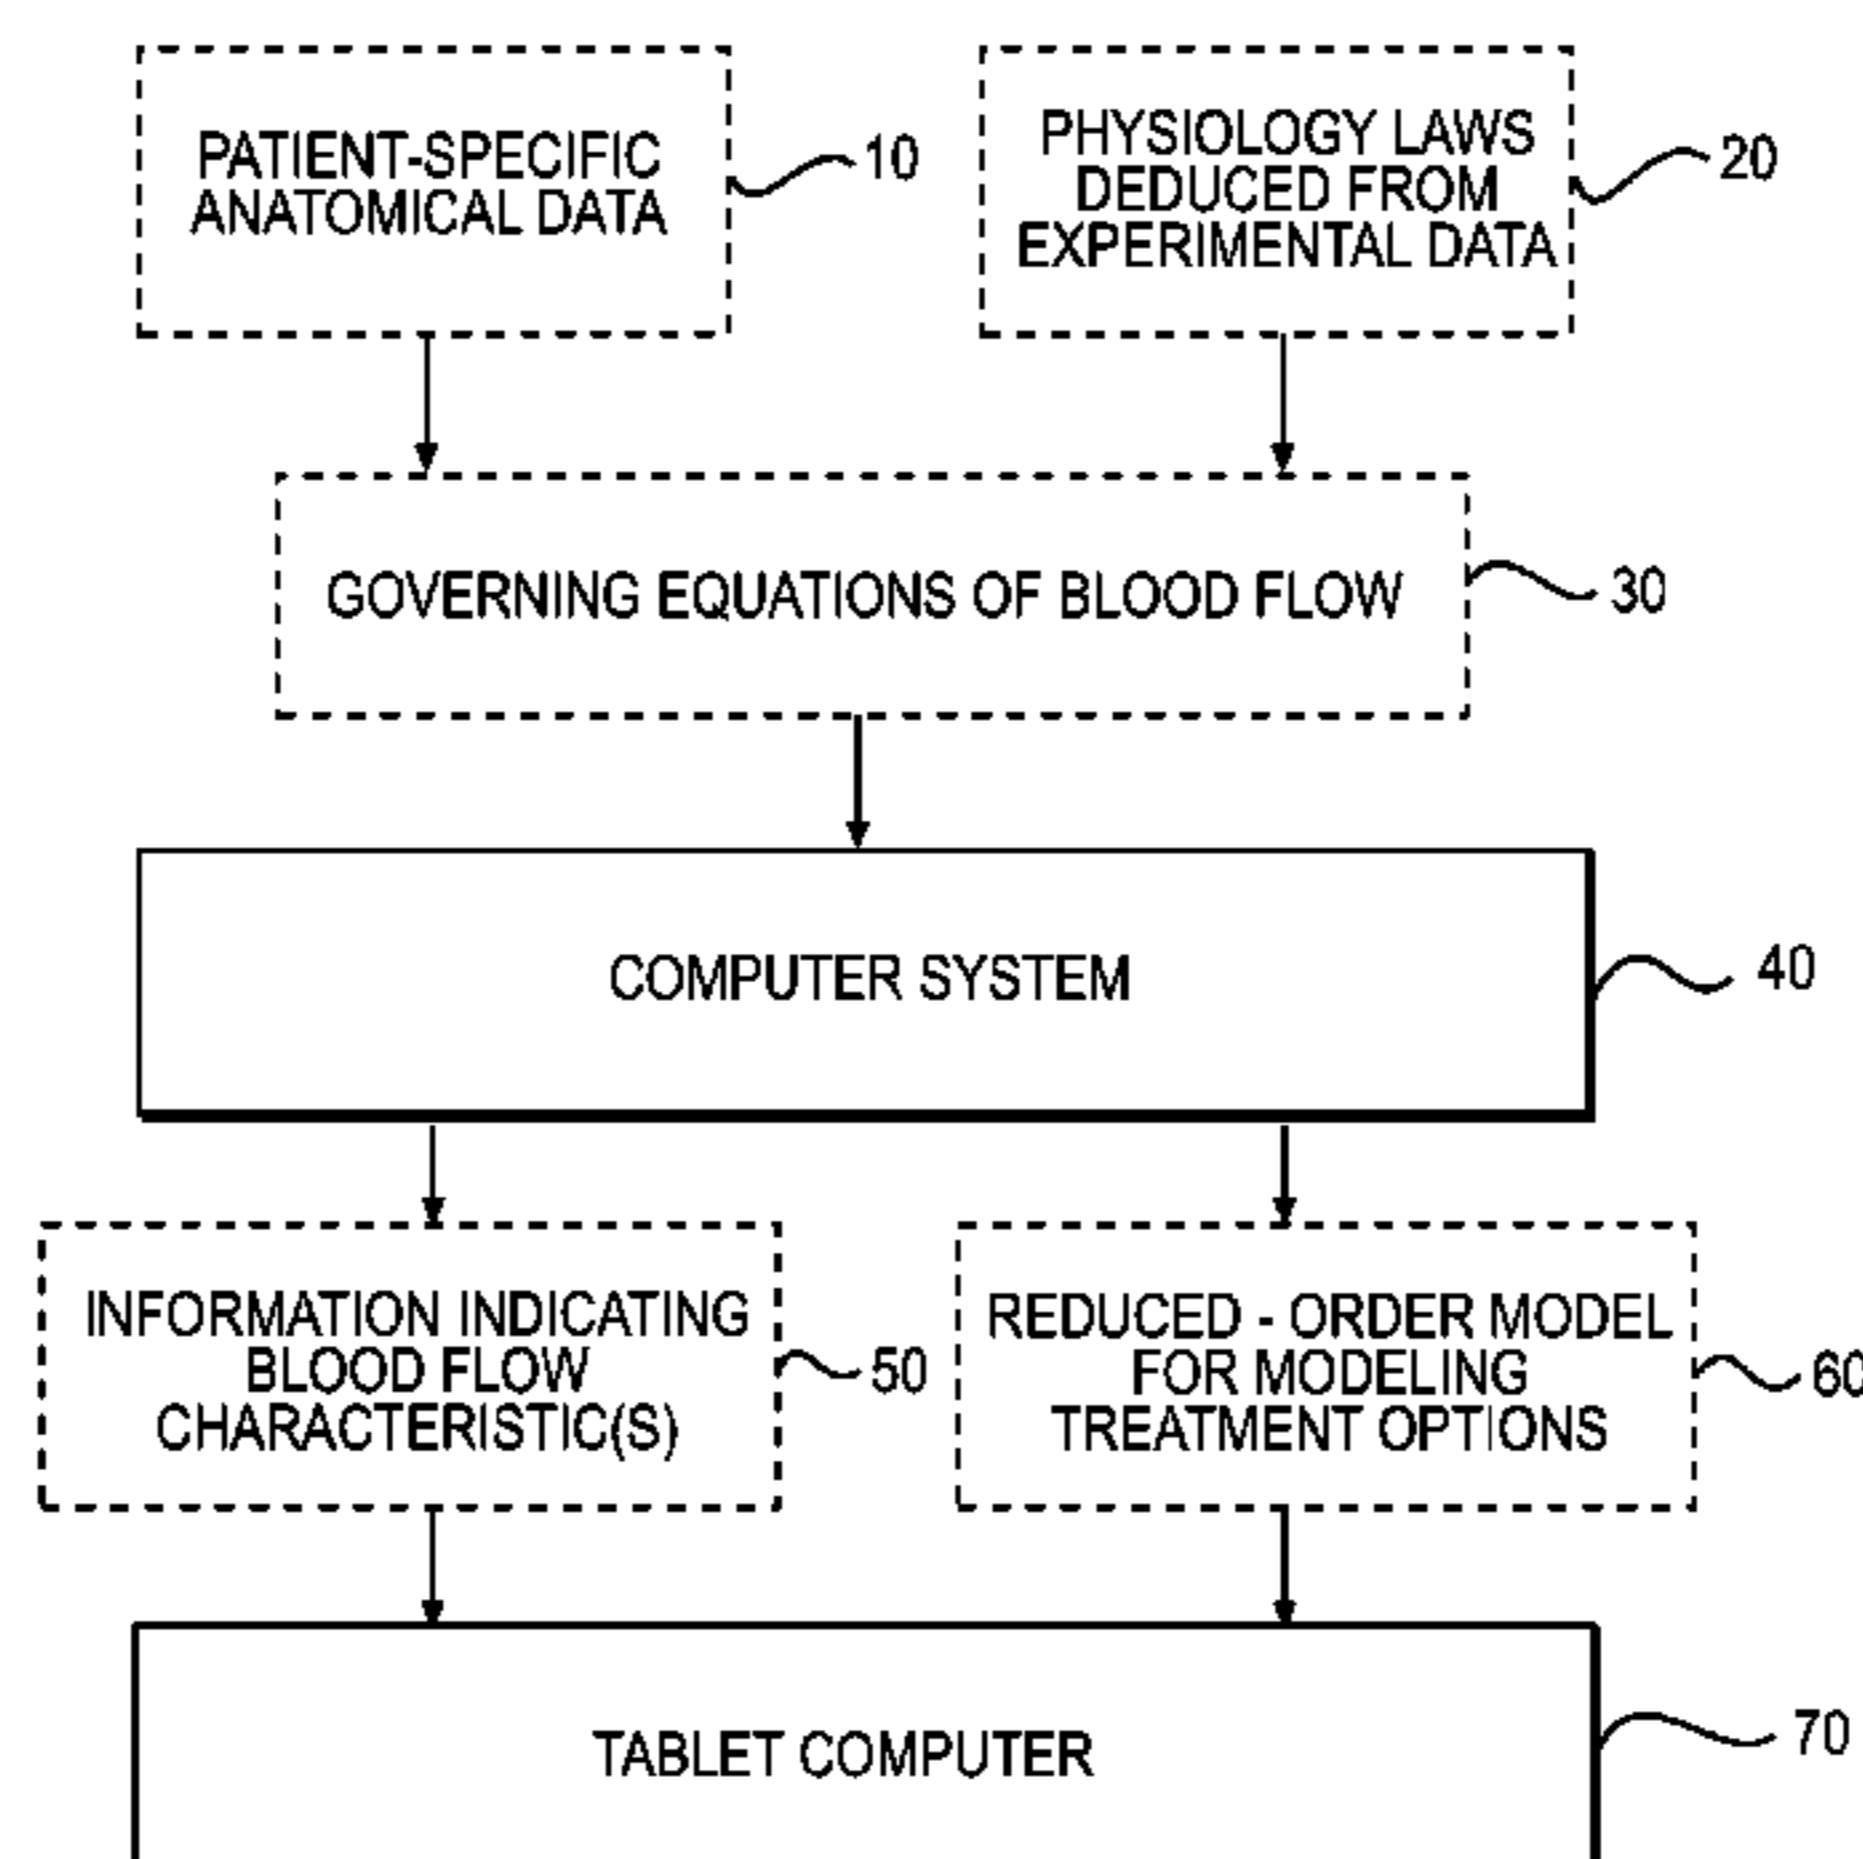 PATIENT-SPECIFIC
ANATOMICAL DATA
10
PHYSIOLOGY LAWS
DEDUCED FROM
EXPERIMENTAL DATA
20
GOVERNING EQUATIONS OF BLOOD FLOW
30
COMPUTER SYSTEM
40
INFORMATION INDICATING
BLOOD FLOW
CHARACTERISTIC(S)
50
REDUCED - ORDER MODEL
FOR MODELING
TREATMENT OPTIONS
60
TABLET COMPUTER
70